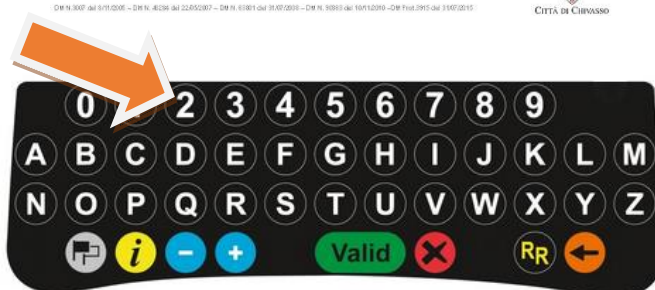 CITTÀ DI CHIVASSO
0 2 3 4 5 6 7 8 9
A B C D E F G H I J K L M
N O P Q R S T U V W X Y Z
i - + Valid X RR